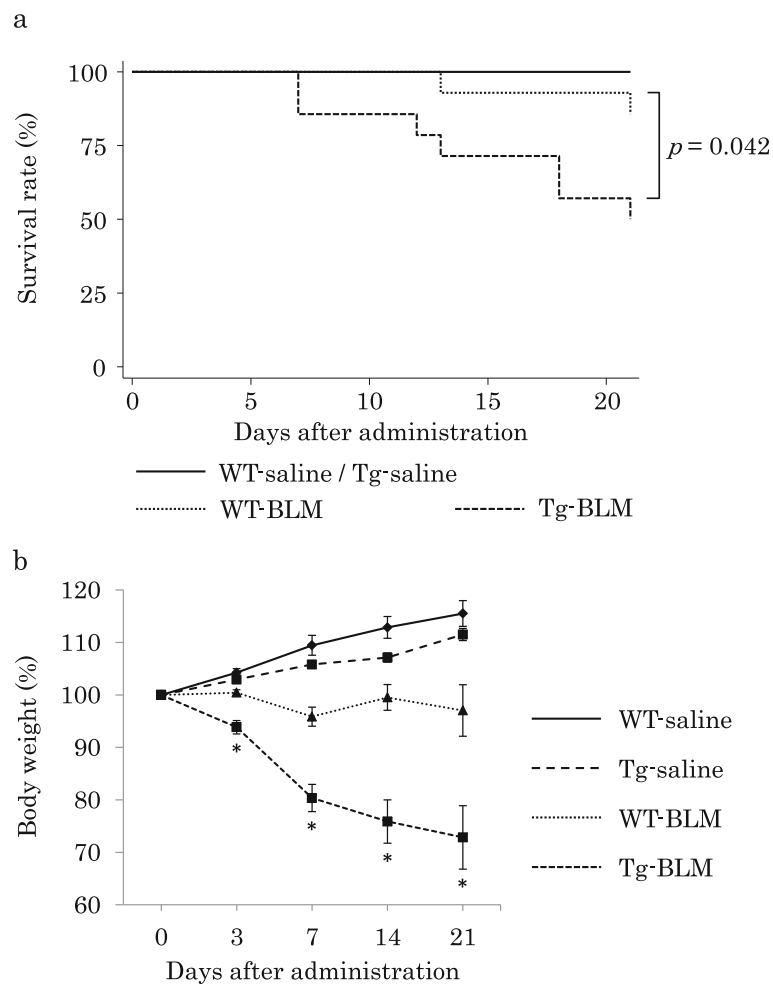 a
100
75
50
25
0
Survival rate (%)
p = 0.042
0 5 10 15 20
Days after administration
WT-saline / Tg-saline
WT-BLM Tg-BLM
b
120
110
100
90
80
70
60
Body weight (%)
*
*
*
*
0 3 7 14 21
Days after administration
WT-saline
Tg-saline
WT-BLM
Tg-BLM